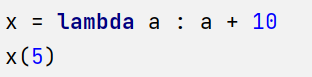 x = lambda a : a + 10
x(5)